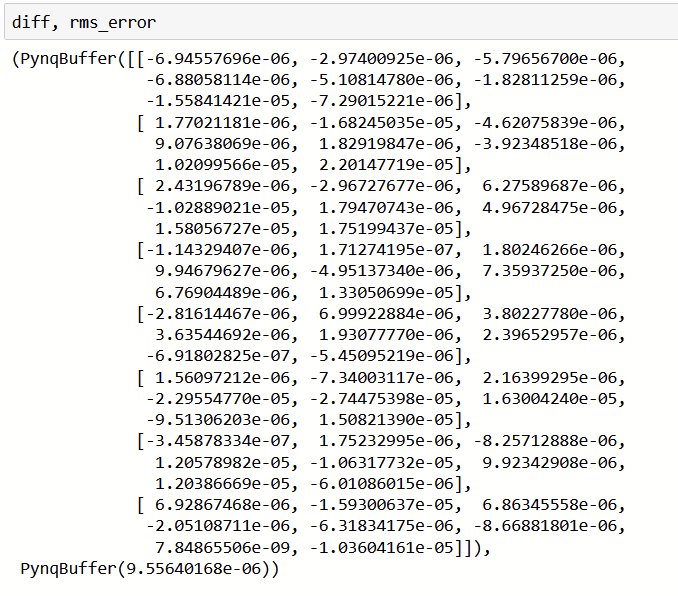 diff, rms_error
(PynqBuffer([[-6.94557696e-06, -2.97400925e-06, -5.79656700e-06,
-6.88058114e-06, -5.10814780e-06, -1.82811259e-06,
-1.55841421e-05, -7.29015221e-06],
[ 1.77021181e-06, -1.68245035e-05, -4.62075839e-06,
9.07638069e-06, 1.82919847e-06, -3.92348518e-06,
1.02099566e-05, 2.20147719e-05],
[ 2.43196789e-06, -2.96727677e-06, 6.27589687e-06,
-1.02889021e-05, 1.79470743e-06, 4.96728475e-06,
1.58056727e-05, 1.75199437e-05],
[-1.14329407e-06, 1.71274195e-07, 1.80246266e-06,
9.94679627e-06, -4.95137340e-06, 7.35937250e-06,
6.76904489e-06, 1.33050699e-05],
[-2.81614467e-06, 6.99922884e-06, 3.80227780e-06,
3.63544692e-06, 1.93077770e-06, 2.39652957e-06,
-6.91802825e-07, -5.45095219e-06],
[ 1.56097212e-06, -7.34003117e-06, 2.16399295e-06,
-2.29554770e-05, -2.74475398e-05, 1.63004240e-05,
-9.51306203e-06, 1.50821390e-05],
[-3.45878334e-07, 1.75232995e-06, -8.25712888e-06,
1.20578982e-05, -1.06317732e-05, 9.92342908e-06,
1.20386669e-05, -6.01086015e-06],
[ 6.92867468e-06, -1.59300637e-05, 6.86345558e-06,
-2.05108711e-06, -6.31834175e-06, -8.66881801e-06,
7.84865506e-09, -1.03604161e-05]]),
PynqBuffer(9.55640168e-06))